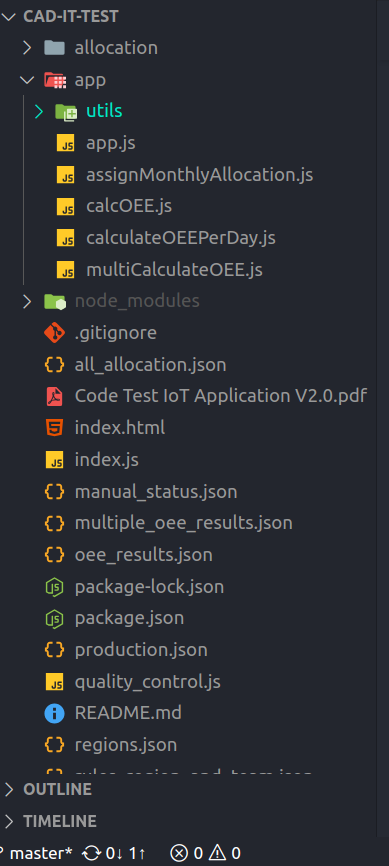 CAD-IT-TEST
allocation
app
utils
app.js
assignMonthlyAllocation.js
calcOEE.js
calculateOEEPerDay.js
multiCalculateOEE.js
node_modules
.gitignore
all_allocation.json
Code Test IoT Application V2.0.pdf
index.html
index.js
manual_status.json
multiple_oee_results.json
oee_results.json
package-lock.json
package.json
production.json
quality_control.js
README.md
regions.json
OUTLINE
TIMELINE
master* 0↓ 1↑ 0 0